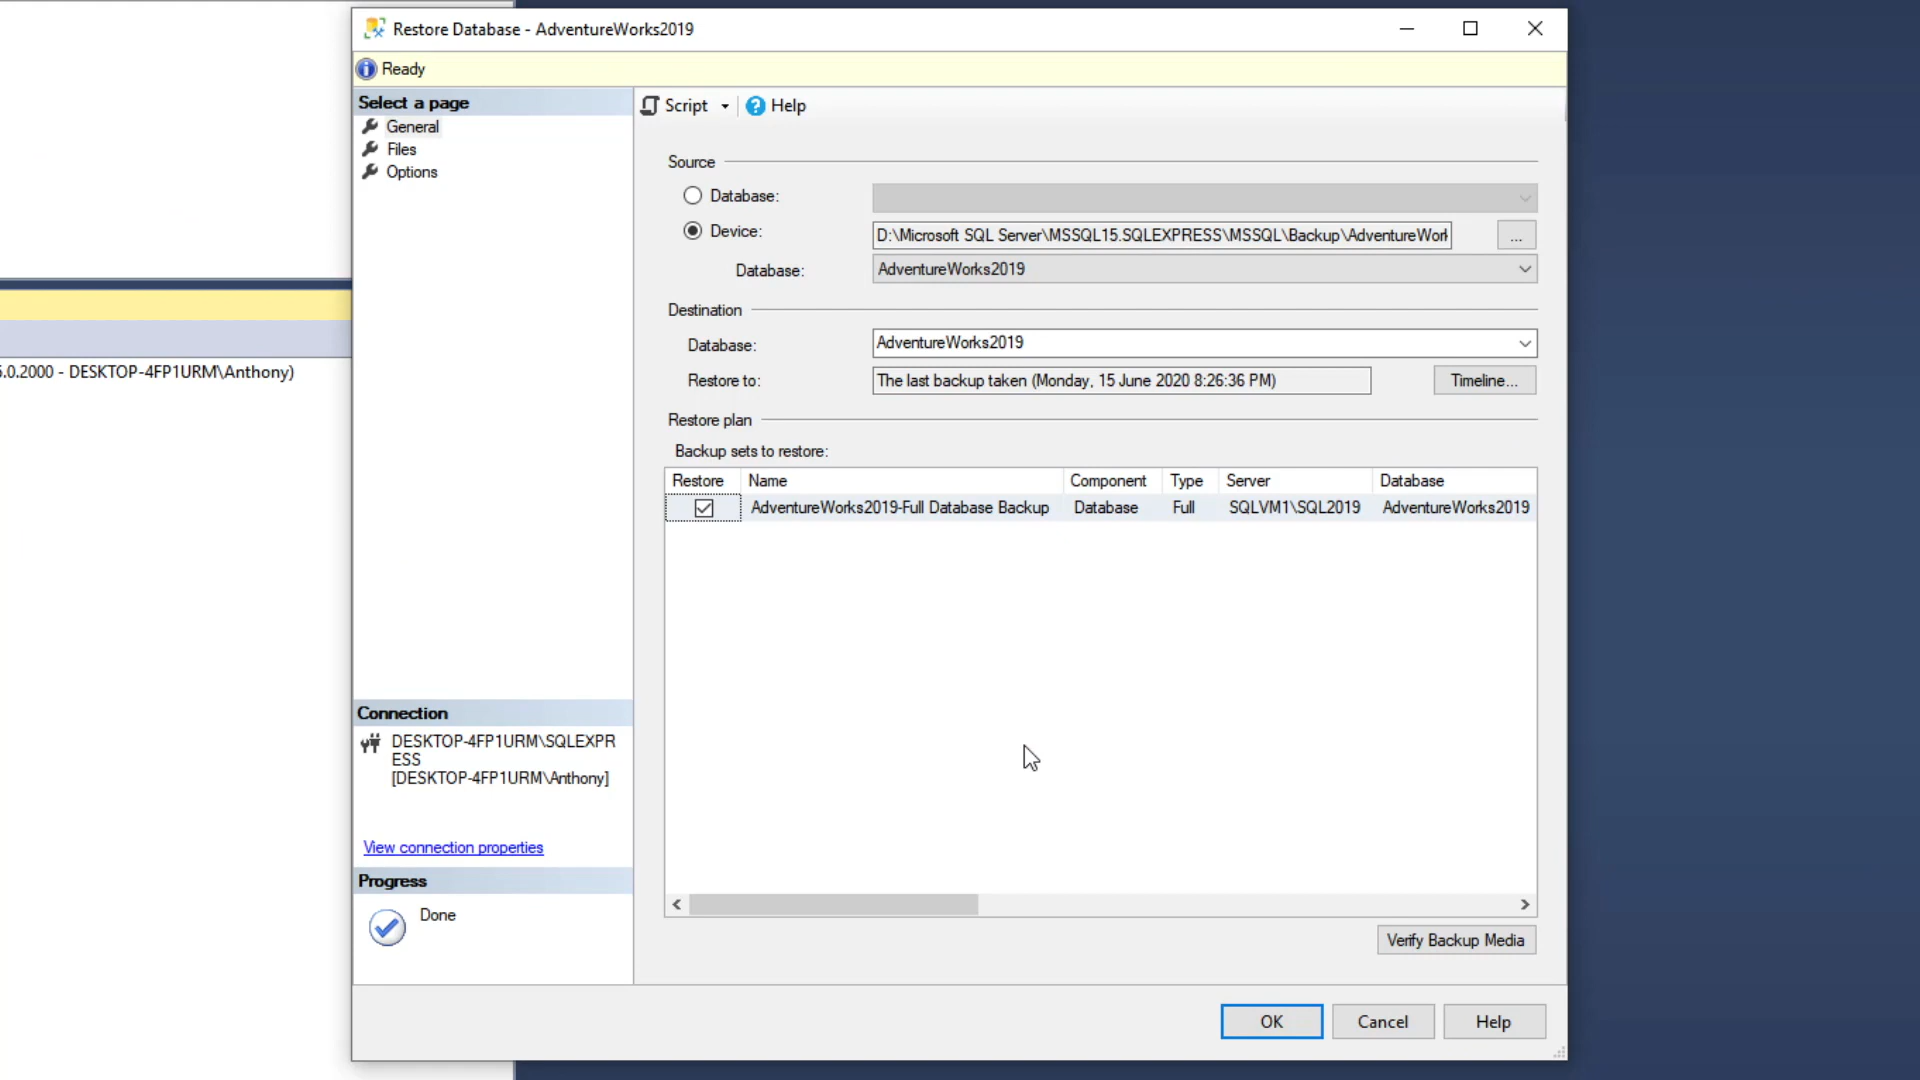 Restore Database - AdventureWorks2019
Ready
Select a page
General
Files
Options
Script
Help
Source
Database:
Device:
D:\Microsoft SQL Server\MSSQL15.SQLEXPRESS\MSSQL\Backup\AdventureWor
...
Database:
AdventureWorks2019
Destination
Database:
AdventureWorks2019
Restore to:
The last backup taken (Monday, 15 June 2020 8:26:36 PM)
Timeline...
Restore plan
Backup sets to restore:
Restore Name Component Type Server Database
AdventureWorks2019-Full Database Backup Database Full SQLVM1\SQL2019 AdventureWorks2019
.0.2000 - DESKTOP-4FP1URM\Anthony)
Connection
DESKTOP-4FP1URM\SQLEXPR
ESS
[DESKTOP-4FP1URM\Anthony]
View connection properties
Progress
Done
Verify Backup Media
OK
Cancel
Help